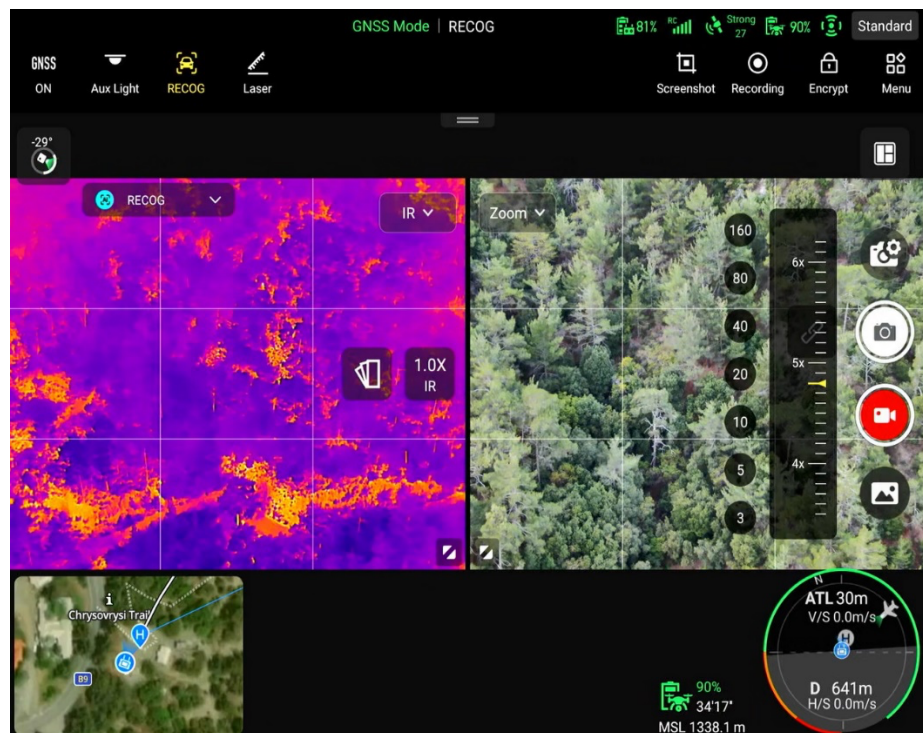 GNSS Mode | RECOG
81%
RC
Strong
27
90%
Standard
GNSS
ON
Aux Light
RECOG
Laser
Screenshot
Recording
Encrypt
Menu
-29°
RECOG
IR
1.0X
IR
Zoom
160
80
40
20
10
5
3
6x
5x
4x
i
Chrysovrysi Trail
H
B9
90%
34'17"
MSL 1338.1 m
N
ATL 30m
V/S 0.0m/s
H
D 641m
H/S 0.0m/s